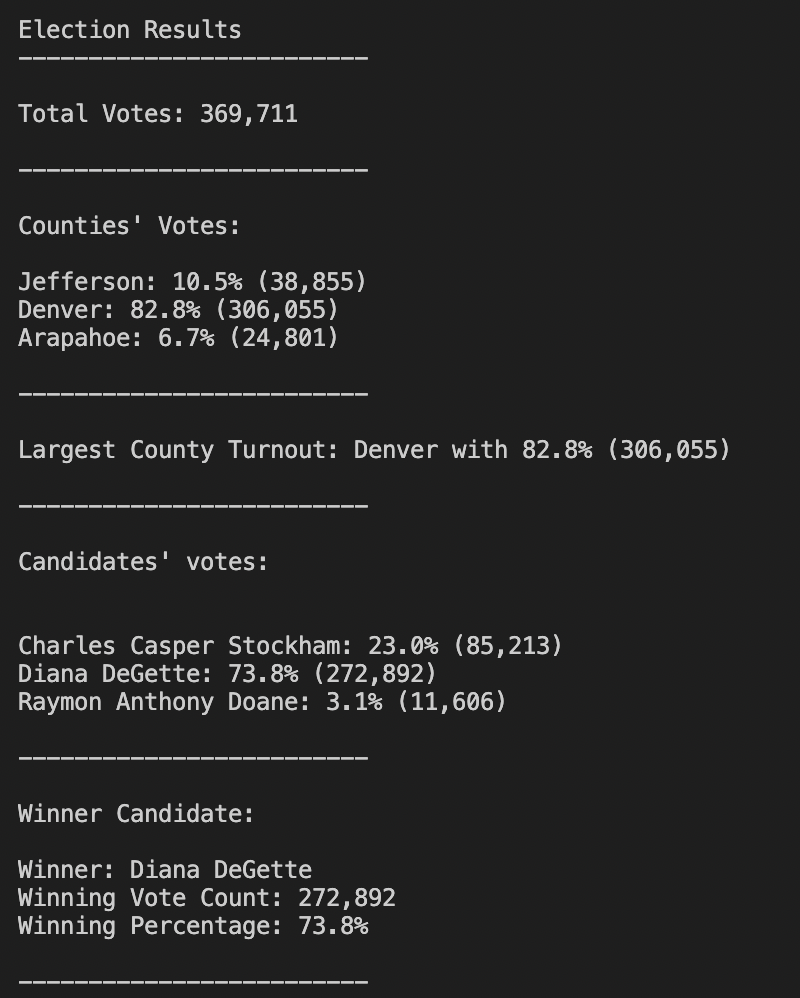 Election Results
-------------------------
Total Votes: 369,711
-------------------------
Counties' Votes:
Jefferson: 10.5% (38,855)
Denver: 82.8% (306,055)
Arapahoe: 6.7% (24,801)
-------------------------
Largest County Turnout: Denver with 82.8% (306,055)
-------------------------
Candidates' votes:
Charles Casper Stockham: 23.0% (85,213)
Diana DeGette: 73.8% (272,892)
Raymon Anthony Doane: 3.1% (11,606)
-------------------------
Winner Candidate:
Winner: Diana DeGette
Winning Vote Count: 272,892
Winning Percentage: 73.8%
-------------------------